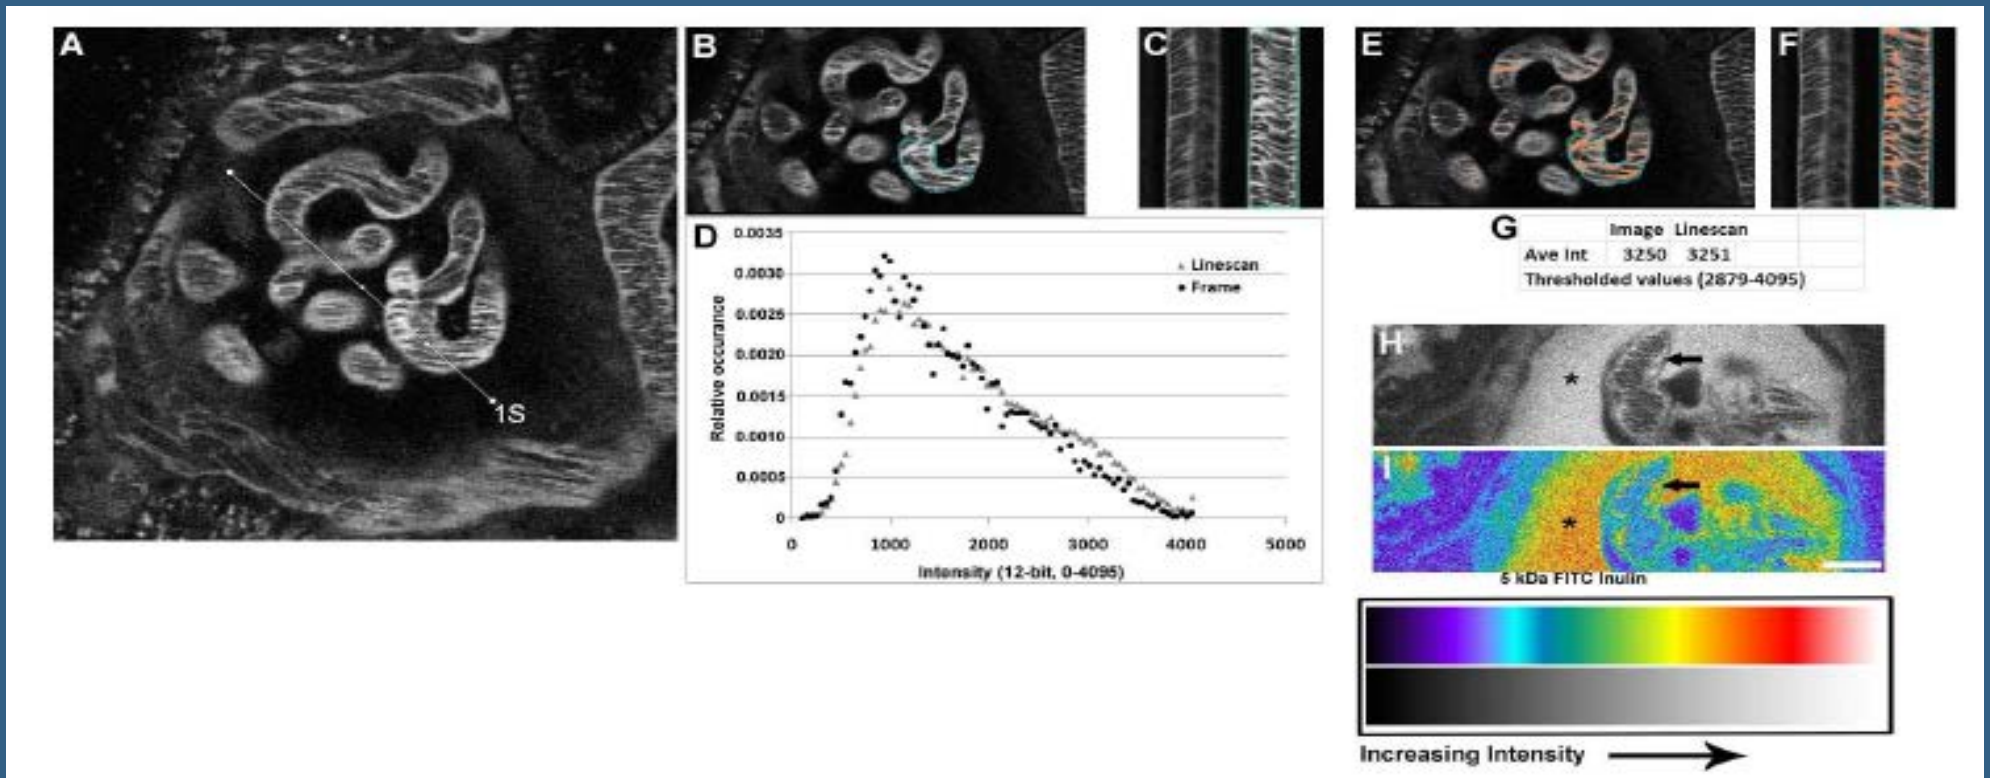 A
1S
B
C
D
0.0035
0.0030
0.0025
0.0020
0.0015
0.0010
0.0005
0
Relative occurance
Linescan
Frame
0 1000 2000 3000 4000 5000
Intensity (12-bit, 0-4095)
E
F
G
Image Linescan
Ave Int 3250 3251
Thresholded values (2879-4095)
H
*
I
*
5 kDa FITC Inulin
Increasing Intensity